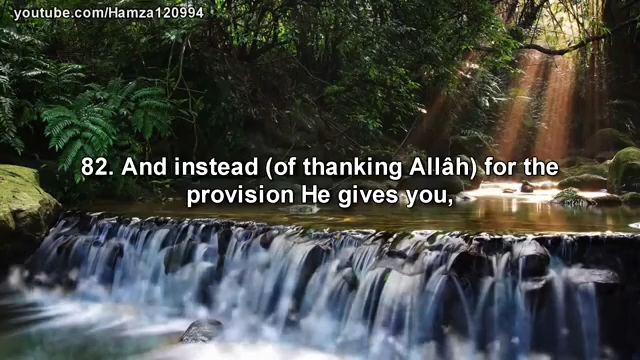 youtube.com/Hamza120994
82. And instead (of thanking Allâh) for the
provision He gives you,